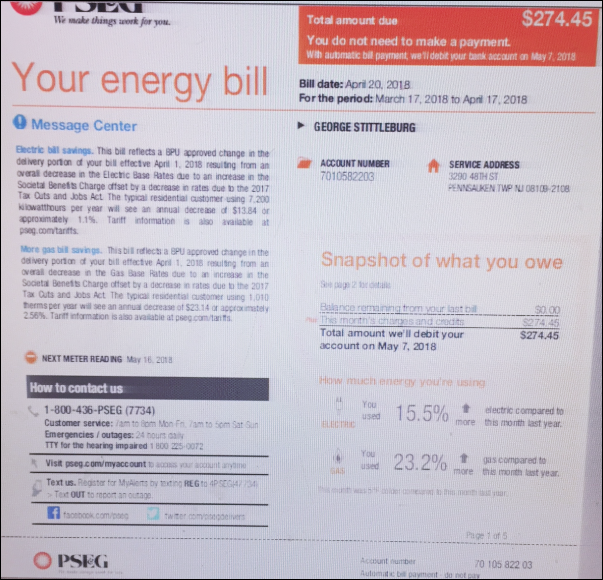 PSEG
We make things work for you.
Total amount due $274.45
You do not need to make a payment.
With automatic bill payment, we'll debit your bank account on May 7, 2018
Your energy bill
Bill date: April 20, 2018
For the period: March 17, 2018 to April 17, 2018
Message Center
Electric bill savings. This bill reflects a BPU approved change in the
delivery portion of your bill effective April 1, 2018 resulting from an
overall decrease in the Electric Base Rates due to an increase in the
Societal Benefits Charge offset by a decrease in rates due to the 2017
Tax Cuts and Jobs Act. The typical residential customer using 7,200
kilowatthours per year will see an annual decrease of $13.84 or
approximately 1.1%. Tariff information is also available at
pseg.com/tariffs.
More gas bill savings. This bill reflects a BPU approved change in the
delivery portion of your bill effective April 1, 2018 resulting from an
overall decrease in the Gas Base Rates due to an increase in the
Societal Benefits Charge offset by a decrease in rates due to the 2017
Tax Cuts and Jobs Act. The typical residential customer using 1,010
therms per year will see an annual decrease of $23.14 or approximately
2.56%. Tariff information is also available at pseg.com/tariffs.
NEXT METER READING May 16, 2018
How to contact us
1-800-436-PSEG (7734)
Customer service: 7am to 8pm Mon-Fri, 7am to 5pm Sat-Sun
Emergencies / outages: 24 hours daily
TTY for the hearing impaired 1 800 225-0072
Visit pseg.com/myaccount to access your account anytime
Text us. Register for MyAlerts by texting REG to 4PSEG(47734)
> Text OUT to report an outage.
facebook.com/pseg twitter.com/psegdelivers
GEORGE STITTLEBURG
ACCOUNT NUMBER
7010582203
SERVICE ADDRESS
3290 48TH ST
PENNSAUKEN TWP NJ 08109-2108
Snapshot of what you owe
See page 2 for details
Balance remaining from your last bill $0.00
Plus This month's charges and credits $274.45
Total amount we'll debit your $274.45
account on May 7, 2018
How much energy you're using
ELECTRIC
You
used
15.5%
more
electric compared to
this month last year.
GAS
You
used
23.2%
more
gas compared to
this month last year.
Page 1 of 5
PSEG
Account number 70 105 822 03
Automatic bill payment - do not pay